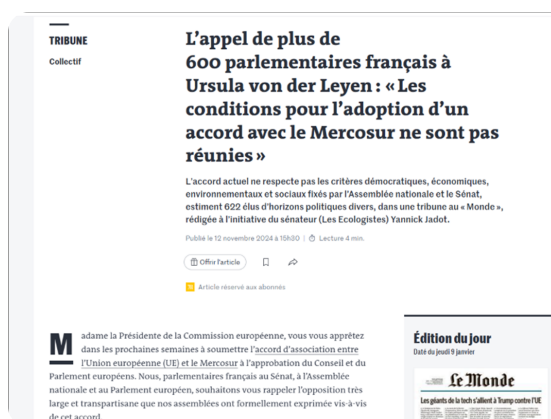 TRIBUNE
Collectif
L’appel de plus de
600 parlementaires français à
Ursula von der Leyen : « Les
conditions pour l’adoption d’un
accord avec le Mercosur ne sont pas
réunies »
L’accord actuel ne respecte pas les critères démocratiques, économiques,
environnementaux et sociaux fixés par l’Assemblée nationale et le Sénat,
estiment 622 élus d’horizons politiques divers, dans une tribune au « Monde »,
rédigée à l’initiative du sénateur (Les Ecologistes) Yannick Jadot.
Publié le 12 novembre 2024 à 15h30 | Lecture 4 min.
Offrir l’article
Article réservé aux abonnés
Madame la Présidente de la Commission européenne, vous vous apprêtez
dans les prochaines semaines à soumettre l’accord d’association entre
l’Union européenne (UE) et le Mercosur à l’approbation du Conseil et du
Parlement européens. Nous, parlementaires français au Sénat, à l’Assemblée
nationale et au Parlement européen, souhaitons vous rappeler l’opposition très
large et transpartisane que nos assemblées ont formellement exprimée vis-à-vis
de cet accord.
Édition du jour
Daté du jeudi 9 janvier
Le Monde
Les géants de la tech s’allient à Trump contre l’UE